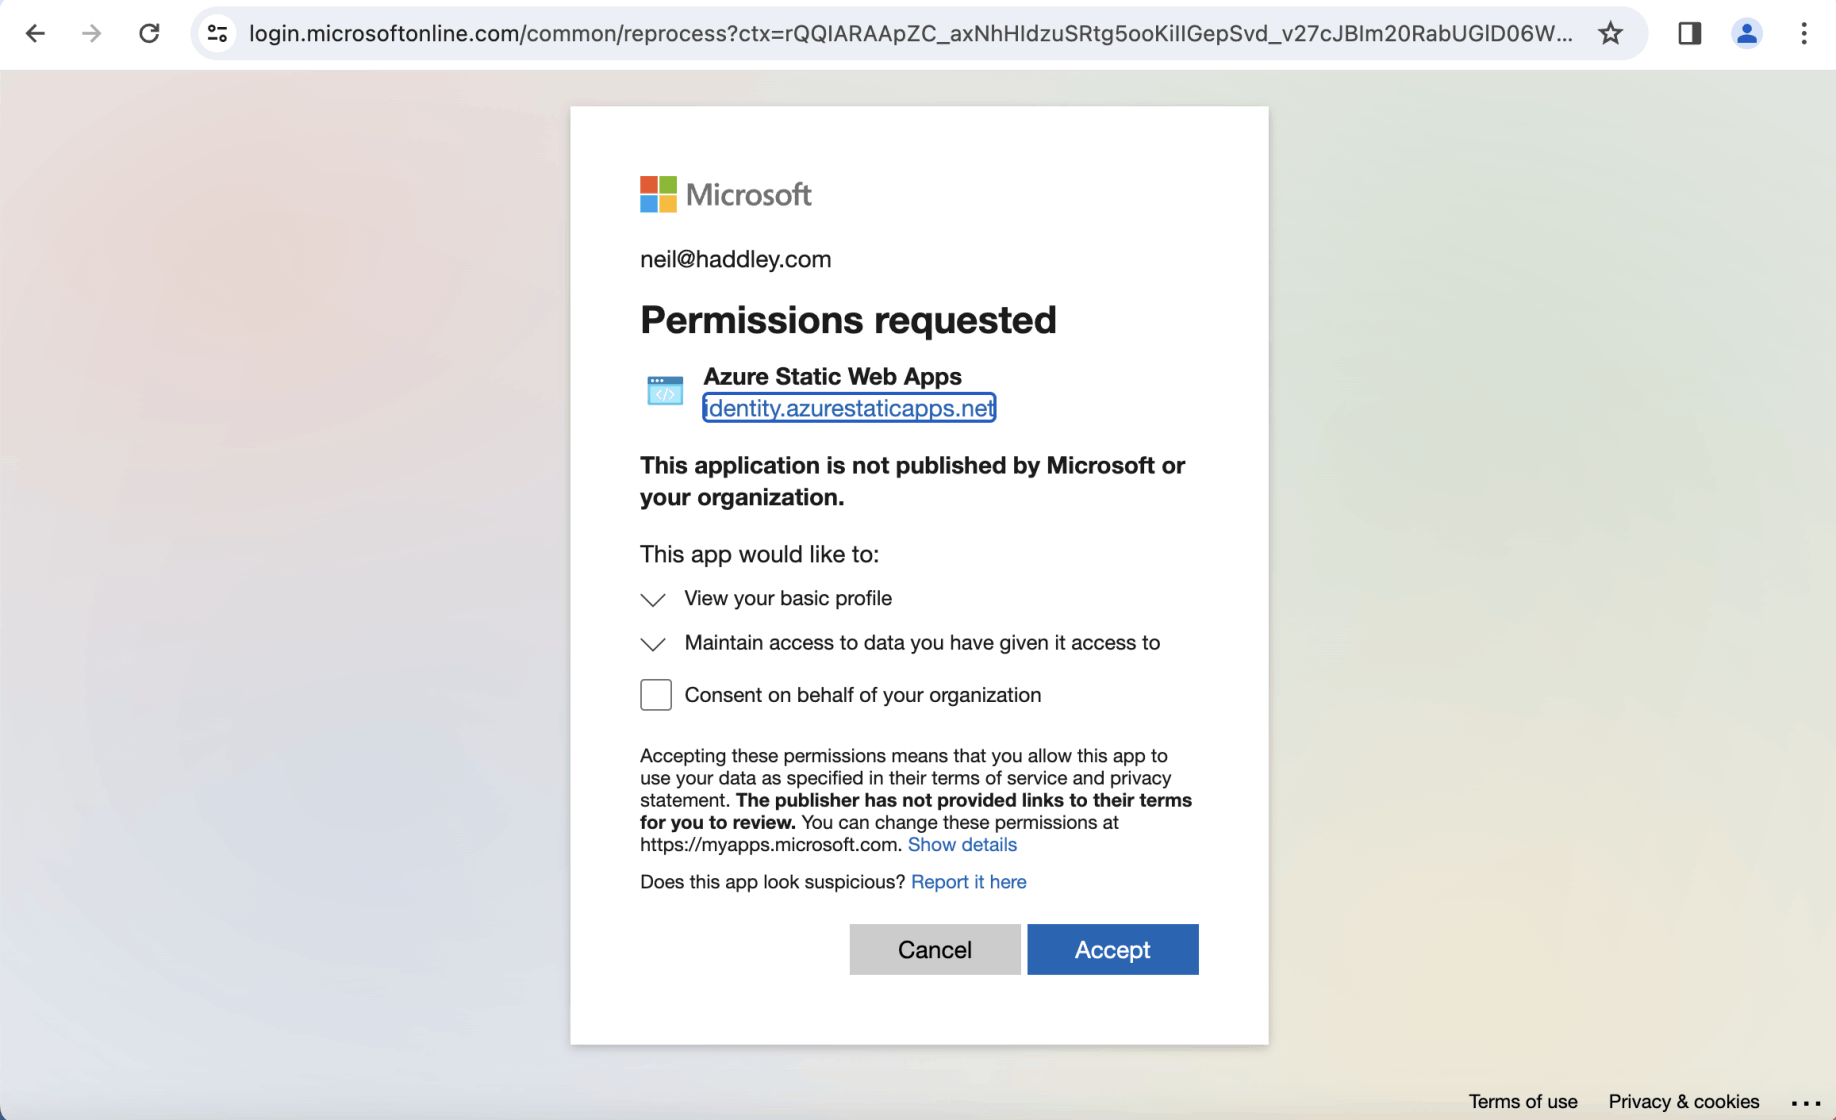 login.microsoftonline.com/common/reprocess?ctx=rQQIARAApZC_axNhHIdzuSRtg5ooKiIIGepSvd_v27cJBIm20RabUGlD06W...
Microsoft
neil@haddley.com
Permissions requested
Azure Static Web Apps
identity.azurestaticapps.net
This application is not published by Microsoft or
your organization.
This app would like to:
View your basic profile
Maintain access to data you have given it access to
Consent on behalf of your organization
Accepting these permissions means that you allow this app to
use your data as specified in their terms of service and privacy
statement. The publisher has not provided links to their terms
for you to review. You can change these permissions at
https://myapps.microsoft.com. Show details
Does this app look suspicious? Report it here
Cancel Accept
Terms of use Privacy & cookies ...